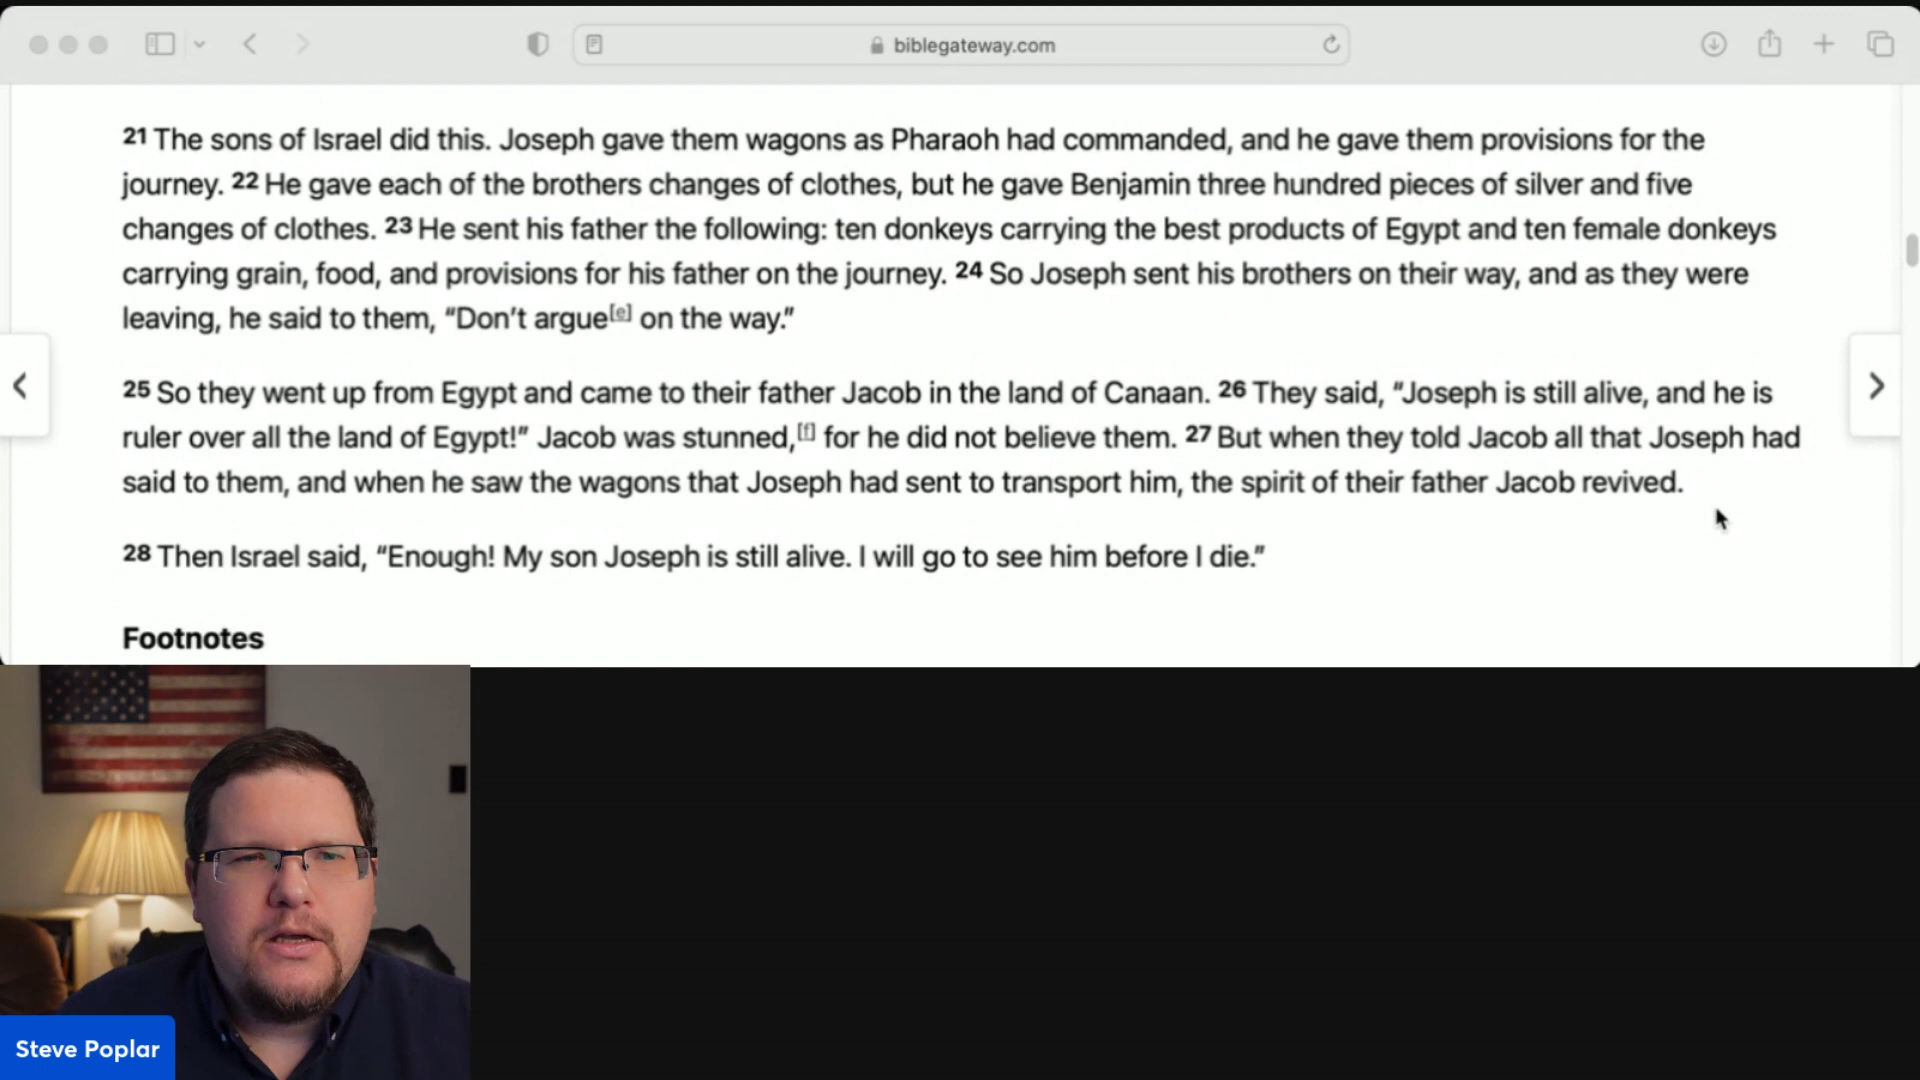 biblegateway.com
21 The sons of Israel did this. Joseph gave them wagons as Pharaoh had commanded, and he gave them provisions for the
journey. 22 He gave each of the brothers changes of clothes, but he gave Benjamin three hundred pieces of silver and five
changes of clothes. 23 He sent his father the following: ten donkeys carrying the best products of Egypt and ten female donkeys
carrying grain, food, and provisions for his father on the journey. 24 So Joseph sent his brothers on their way, and as they were
leaving, he said to them, “Don’t argue[e] on the way.”
25 So they went up from Egypt and came to their father Jacob in the land of Canaan. 26 They said, “Joseph is still alive, and he is
ruler over all the land of Egypt!” Jacob was stunned,[f] for he did not believe them. 27 But when they told Jacob all that Joseph had
said to them, and when he saw the wagons that Joseph had sent to transport him, the spirit of their father Jacob revived.
28 Then Israel said, “Enough! My son Joseph is still alive. I will go to see him before I die.”
Footnotes
Steve Poplar